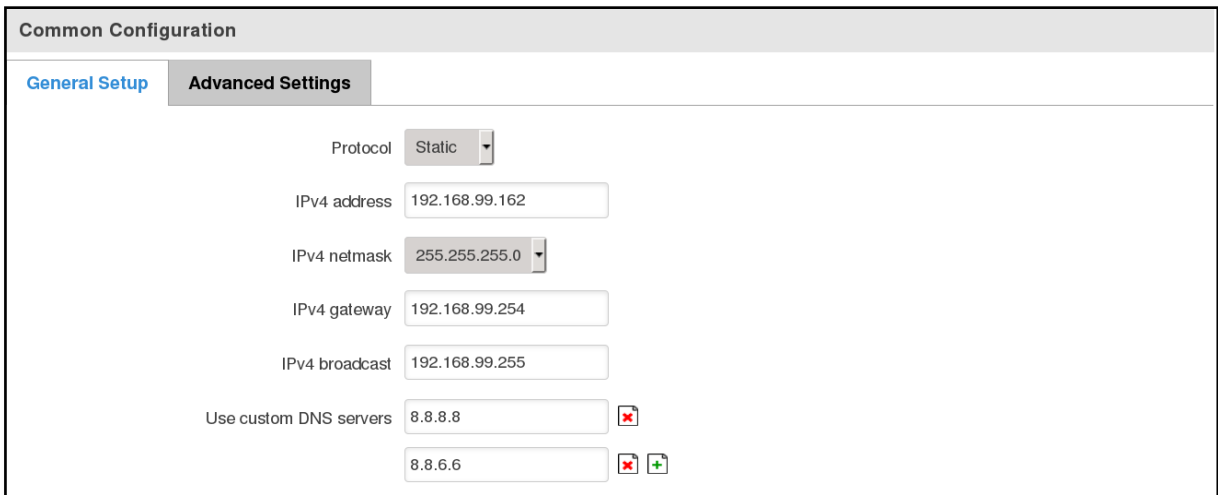 Common Configuration
General Setup Advanced Settings
Protocol Static
IPv4 address 192.168.99.162
IPv4 netmask 255.255.255.0
IPv4 gateway 192.168.99.254
IPv4 broadcast 192.168.99.255
Use custom DNS servers 8.8.8.8
8.8.6.6